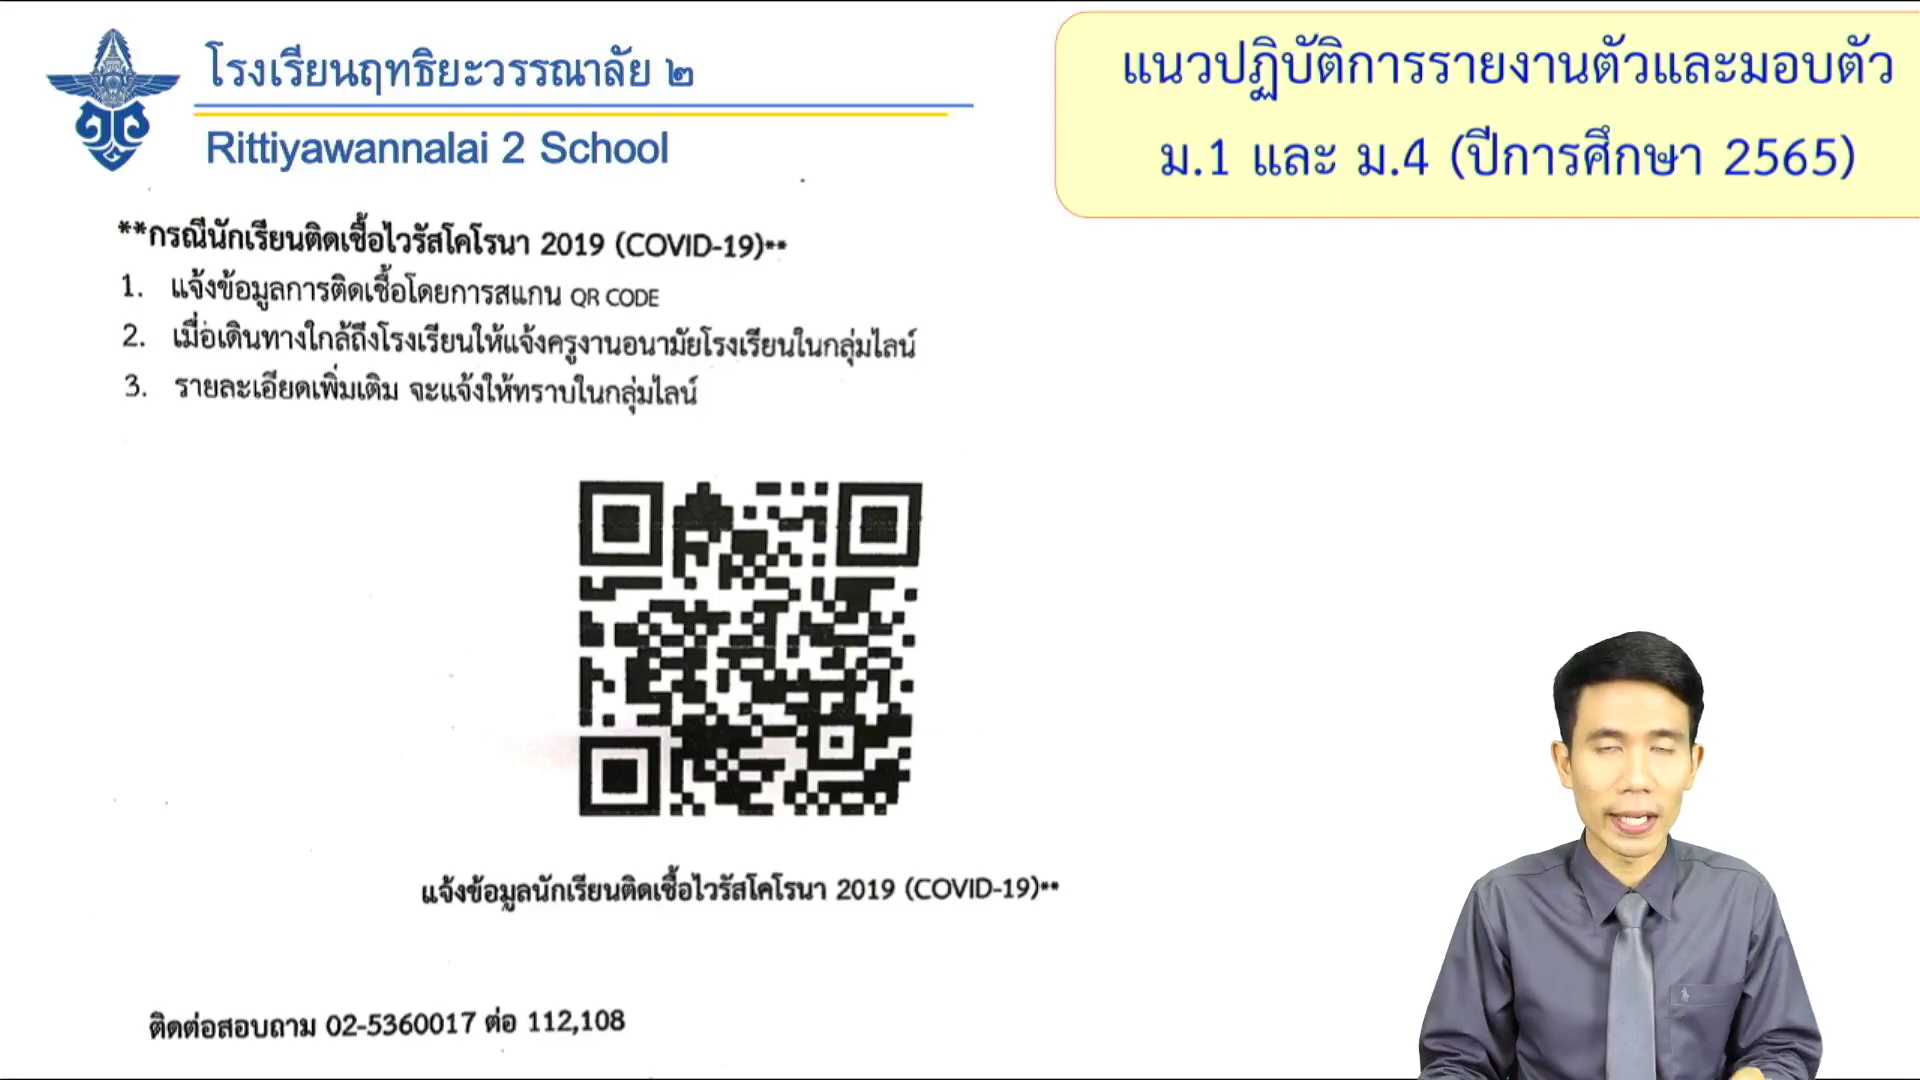 โรงเรียนฤทธิยะวรรณาลัย ๒
Rittiyawannalai 2 School
แนวปฏิบัติการรายงานตัวและมอบตัว
ม.1 และ ม.4 (ปีการศึกษา 2565)
**กรณีนักเรียนติดเชื้อไวรัสโคโรนา 2019 (COVID-19)**
1. แจ้งข้อมูลการติดเชื้อโดยการสแกน QR CODE
2. เมื่อเดินทางใกล้ถึงโรงเรียนให้แจ้งครูงานอนามัยโรงเรียนในกลุ่มไลน์
3. รายละเอียดเพิ่มเติม จะแจ้งให้ทราบในกลุ่มไลน์
แจ้งข้อมูลนักเรียนติดเชื้อไวรัสโคโรนา 2019 (COVID-19)**
ติดต่อสอบถาม 02-5360017 ต่อ 112,108